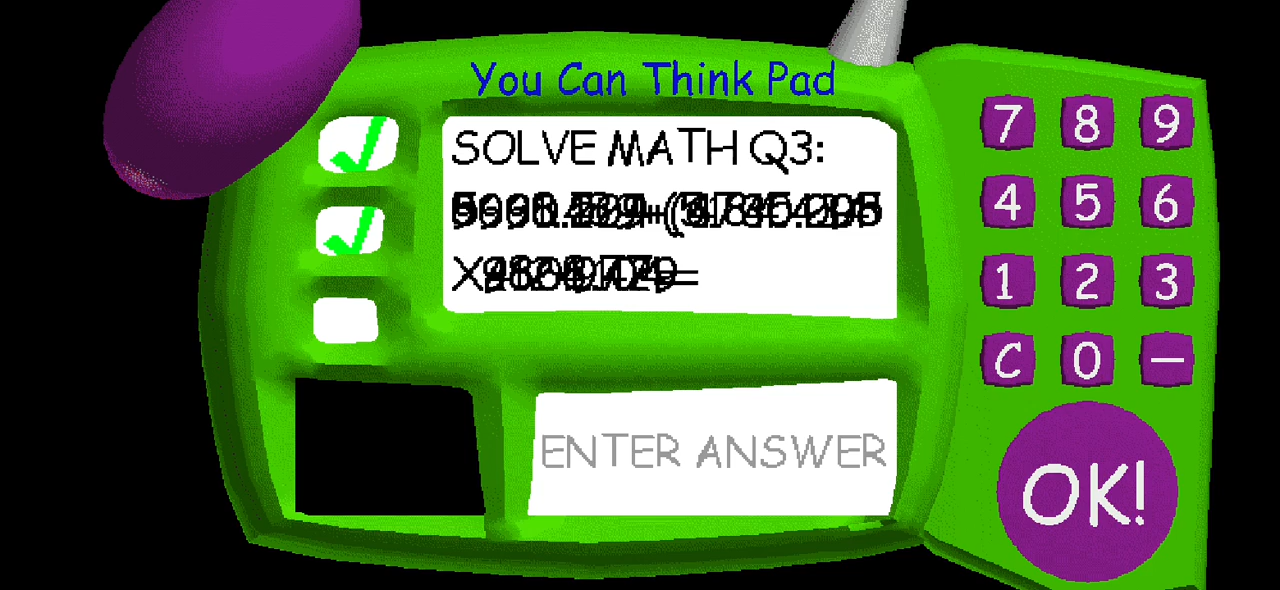 You Can Think Pad
SOLVE MATH Q3:
ENTER ANSWER
7 8 9
4 5 6
1 2 3
C 0 —
OK!